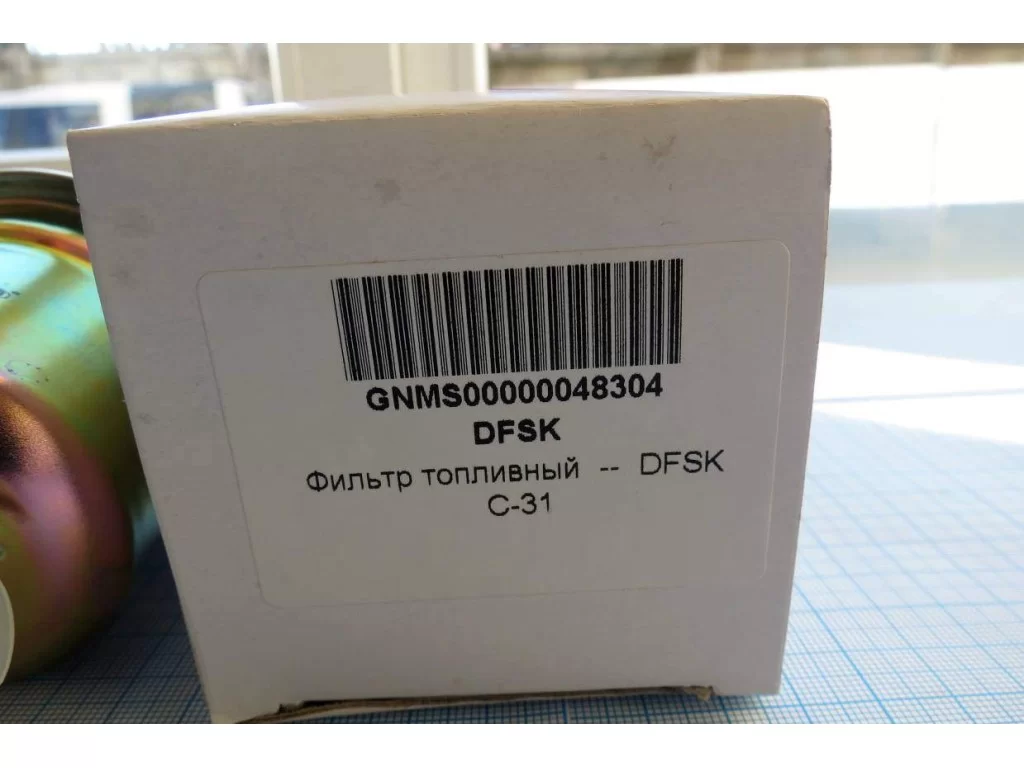 GNMS00000048304
DFSK
Фильтр топливный -- DFSK
C-31